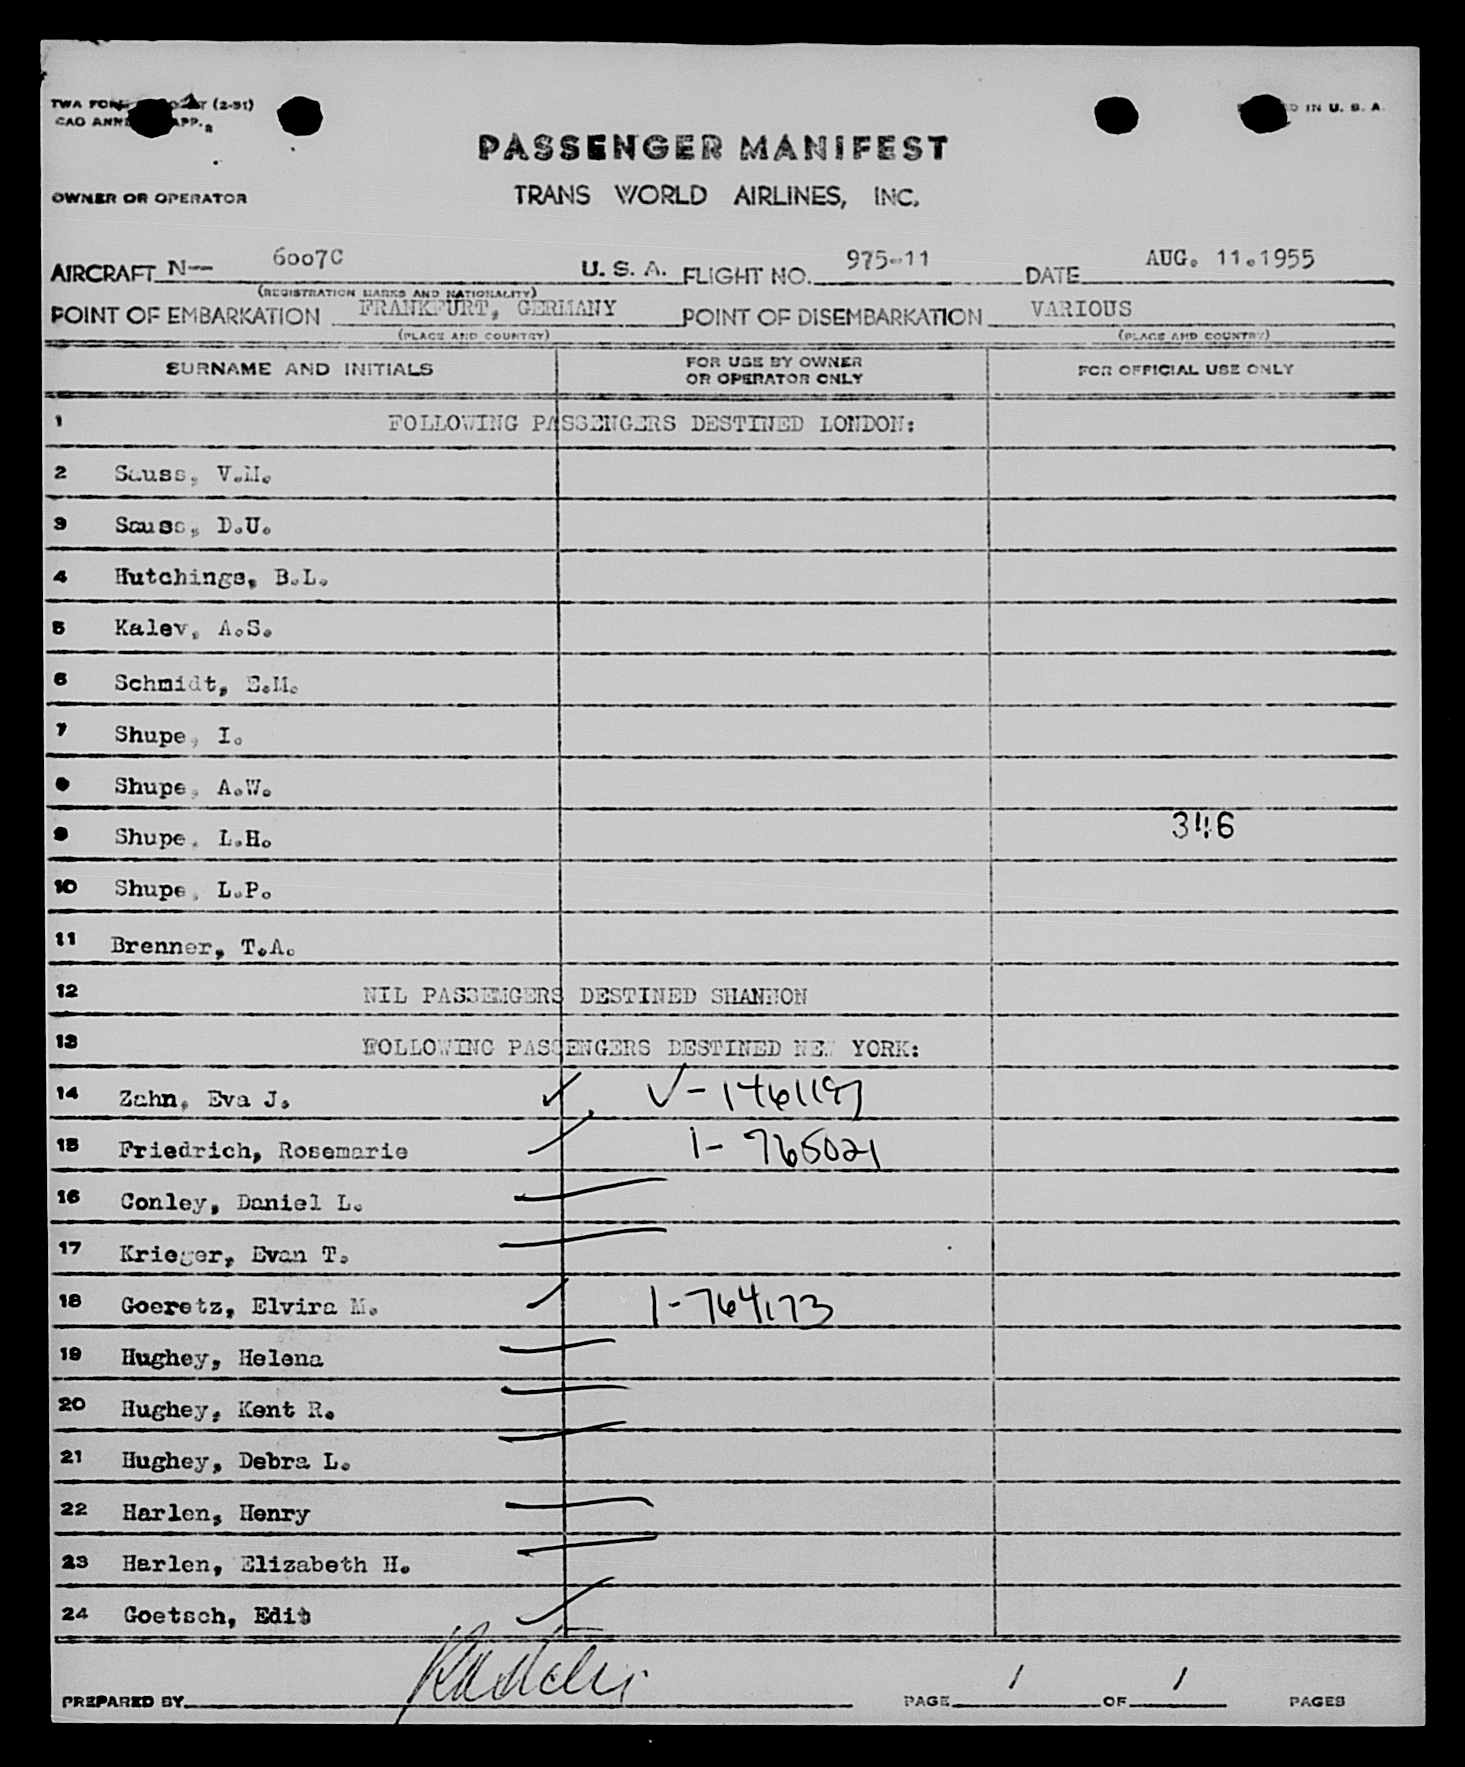 TWA FORM (2-51)
CAO ANNEX APP. 2
IN U. S. A.
PASSENGER MANIFEST
OWNER OR OPERATOR TRANS WORLD AIRLINES, INC.
AIRCRAFT N— 6007C U. S. A. FLIGHT NO. 975-11 DATE AUG. 11.1955
(REGISTRATION MARKS AND NATIONALITY)
POINT OF EMBARKATION FRANKFURT, GERMANY POINT OF DISEMBARKATION VARIOUS
(PLACE AND COUNTRY) (PLACE AND COUNTRY)
SURNAME AND INITIALS FOR USE BY OWNER OR OPERATOR ONLY FOR OFFICIAL USE ONLY
1 FOLLOWING PASSENGERS DESTINED LONDON:
2 Sauss, V.M.
3 Sauss, D.U.
4 Hutchings, B.L.
5 Kalev, A.S.
6 Schmidt, E.M.
7 Shupe, I.
8 Shupe, A.W.
9 Shupe, L.H. 346
10 Shupe, L.P.
11 Brenner, T.A.
12 NIL PASSENGERS DESTINED SHANNON
13 FOLLOWING PASSENGERS DESTINED NEW YORK:
14 Zahn, Eva J. ✓ V-1461197
15 Friedrich, Rosemarie 1-765021
16 Conley, Daniel L.
17 Krieger, Evan T.
18 Goeretz, Elvira M. ✓ 1-764173
19 Hughey, Helena
20 Hughey, Kent R.
21 Hughey, Debra L.
22 Harlen, Henry
23 Harlen, Elizabeth H.
24 Goetsch, Edit ✓
PREPARED BY PAGE 1 OF 1 PAGES